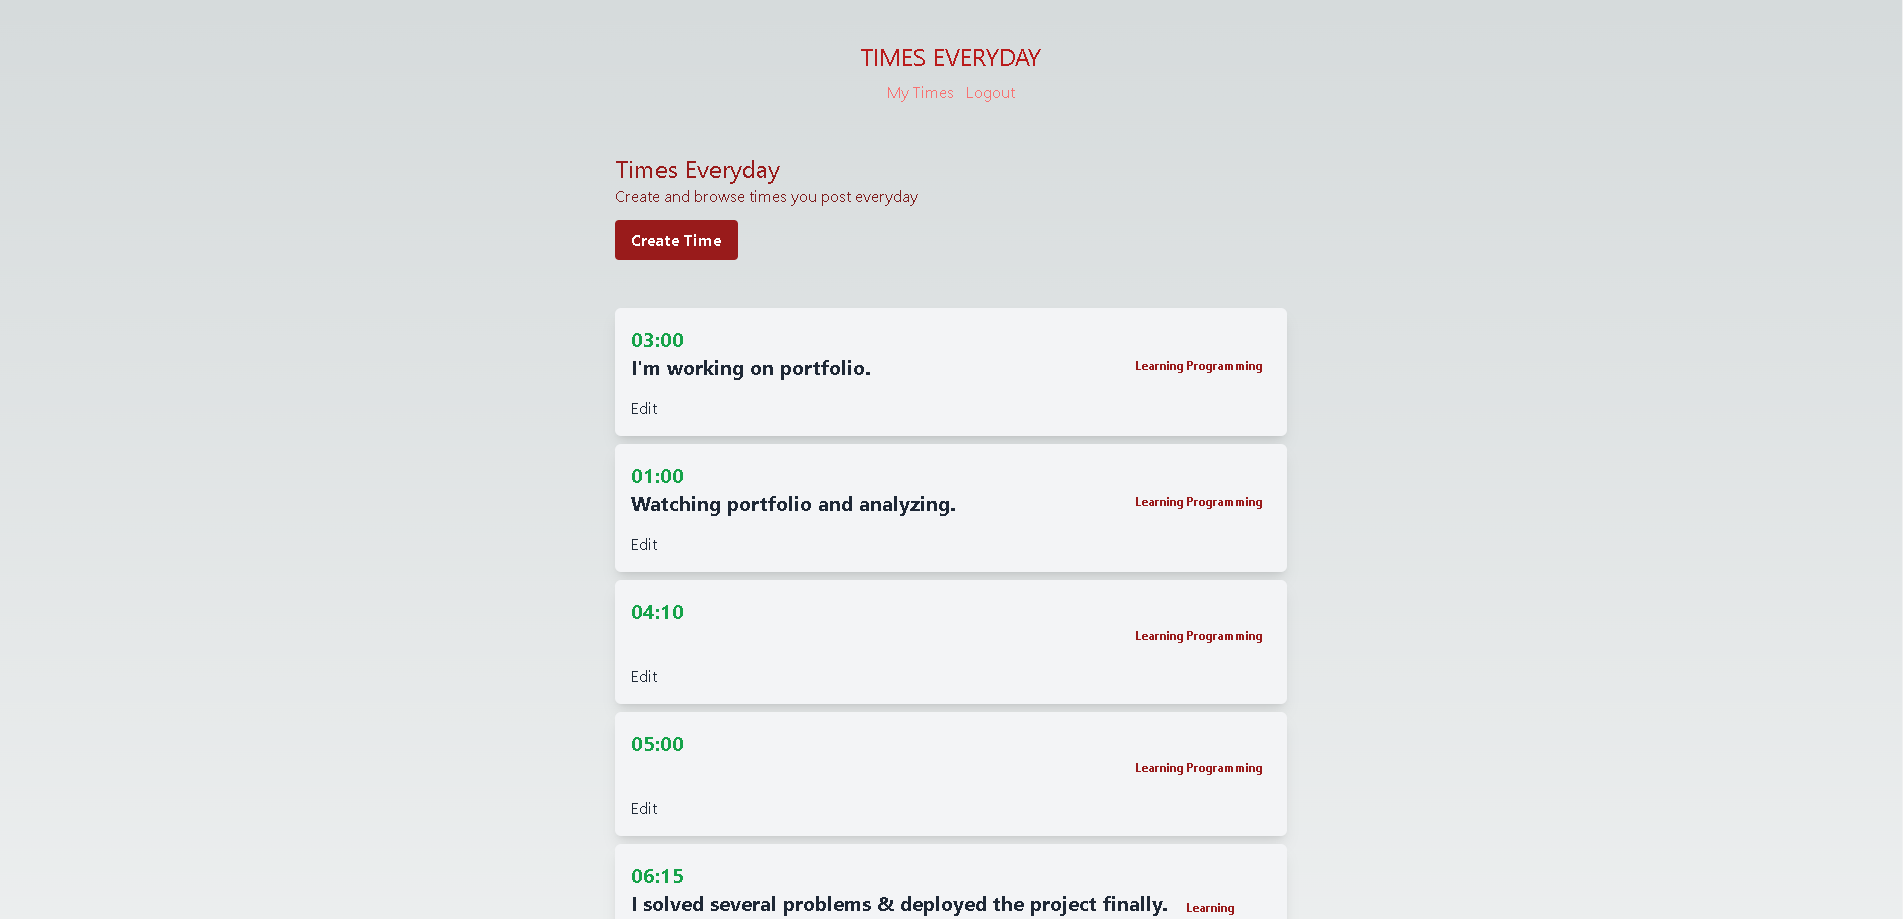 TIMES EVERYDAY
My Times Logout
Times Everyday
Create and browse times you post everyday
Create Time
03:00
I'm working on portfolio.
Learning Programming
Edit
01:00
Watching portfolio and analyzing.
Learning Programming
Edit
04:10
Learning Programming
Edit
05:00
Learning Programming
Edit
06:15
I solved several problems & deployed the project finally.
Learning